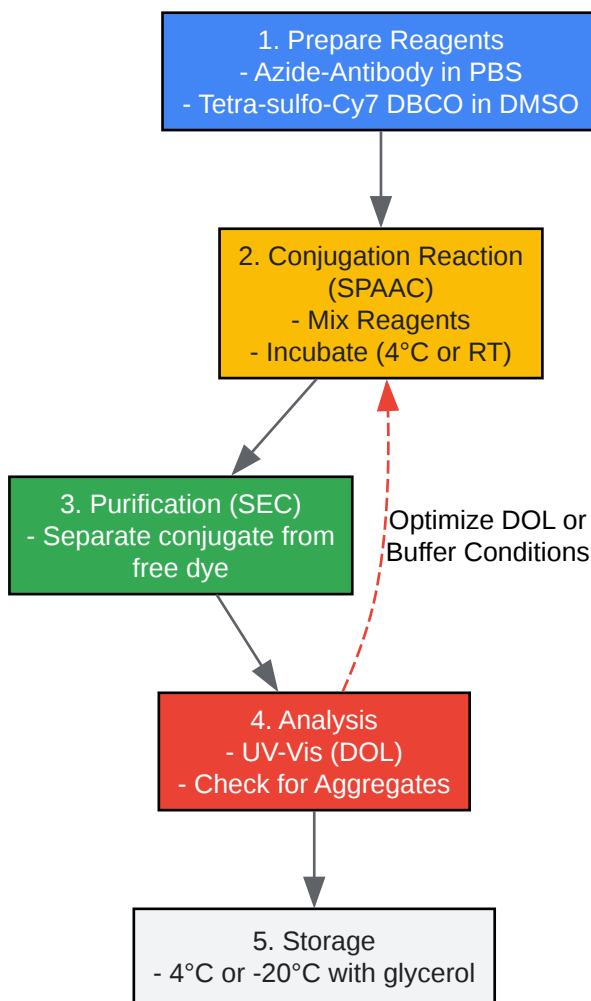 1. Prepare Reagents
- Azide-Antibody in PBS
- Tetra-sulfo-Cy7 DBCO in DMSO
2. Conjugation Reaction
(SPAAC)
- Mix Reagents
- Incubate (4°C or RT)
3. Purification (SEC)
- Separate conjugate from
free dye
Optimize DOL or
Buffer Conditions
4. Analysis
- UV-Vis (DOL)
- Check for Aggregates
5. Storage
- 4°C or -20°C with glycerol